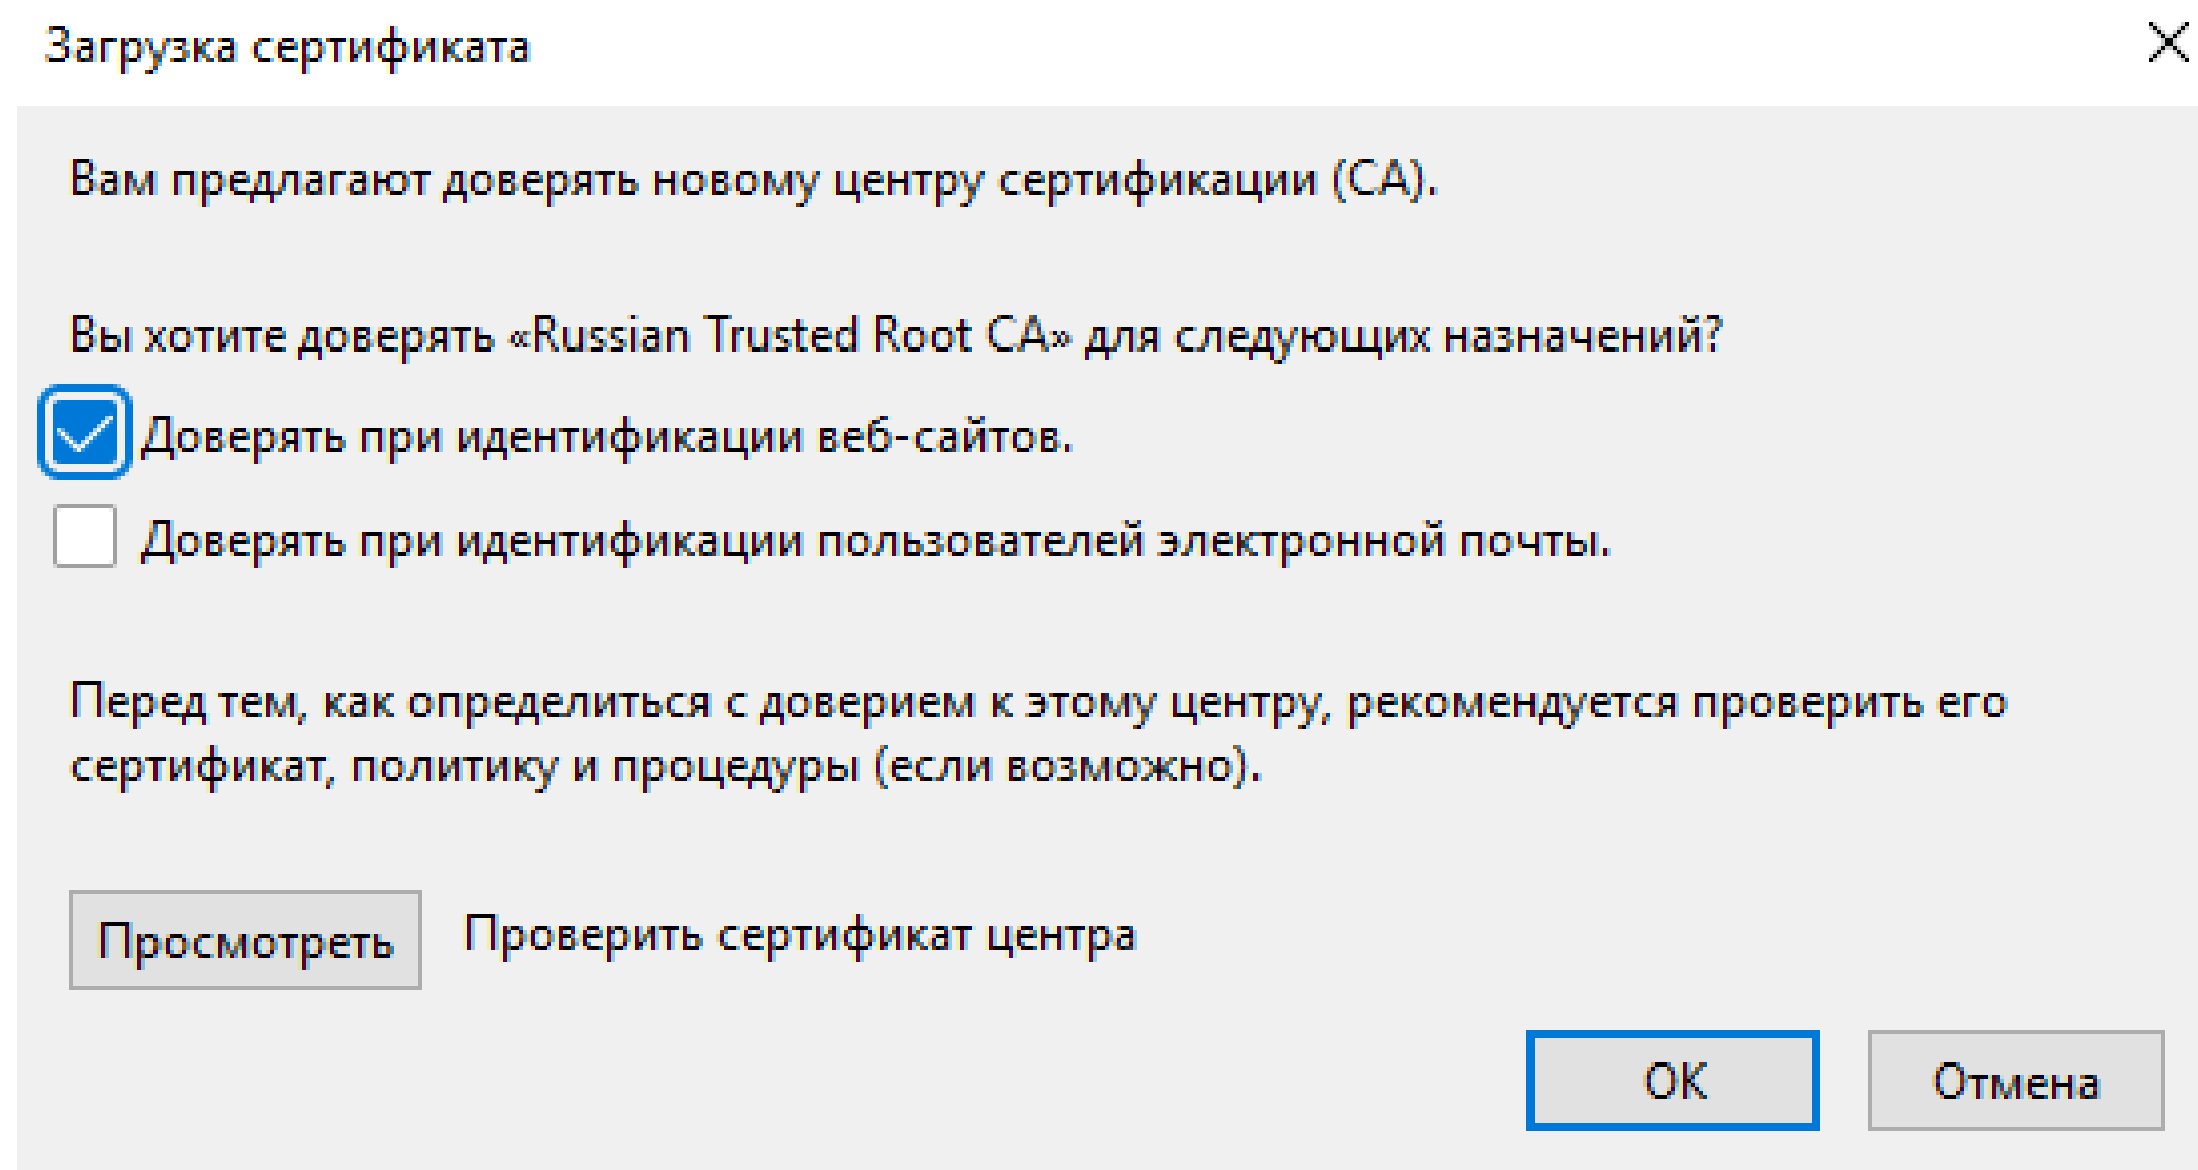 Загрузка сертификата
Вам предлагают доверять новому центру сертификации (CA).
Вы хотите доверять «Russian Trusted Root CA» для следующих назначений?
Доверять при идентификации веб-сайтов.
Доверять при идентификации пользователей электронной почты.
Перед тем, как определиться с доверием к этому центру, рекомендуется проверить его
сертификат, политику и процедуры (если возможно).
Просмотреть Проверить сертификат центра
ОК Отмена